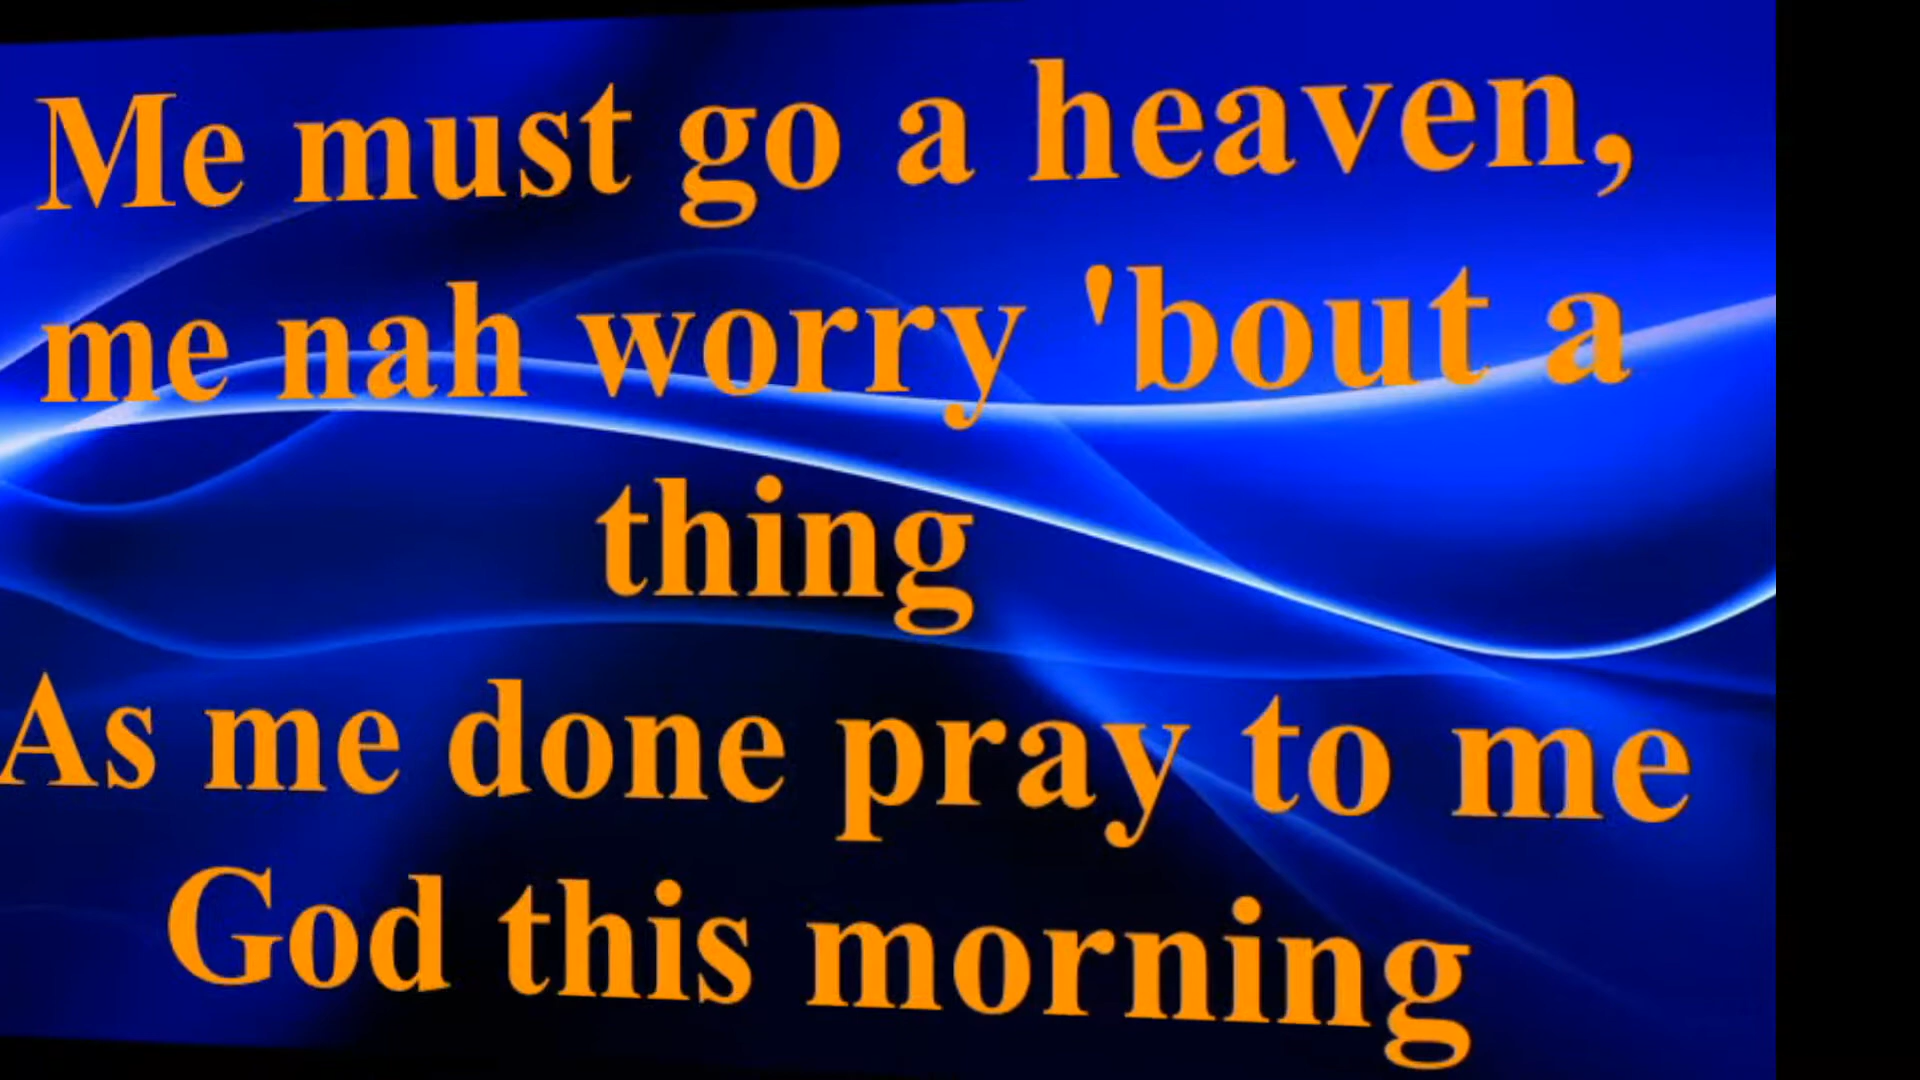 Me must go a heaven,
me nah worry 'bout a
thing
As me done pray to me
God this morning